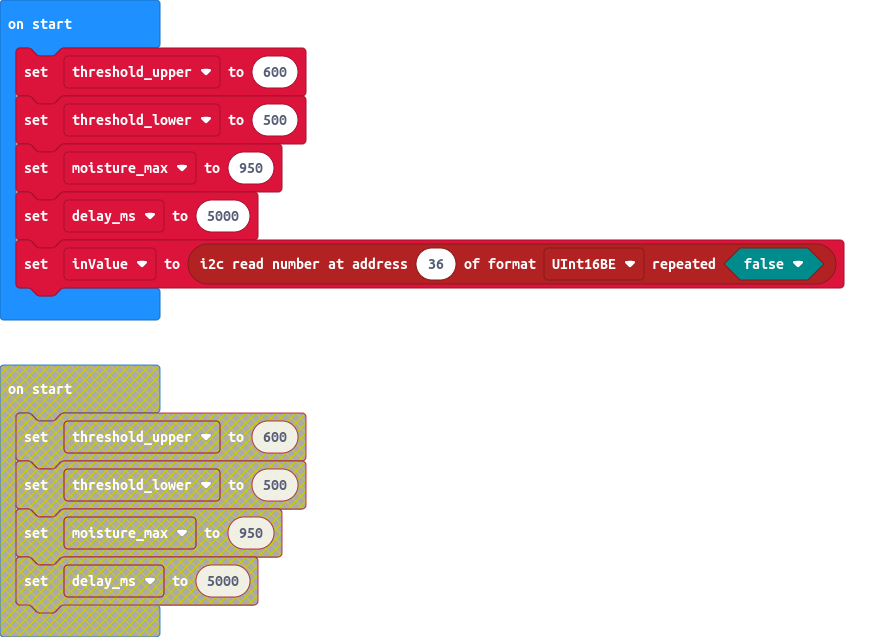 on start
set threshold_upper to 600
set threshold_lower to 500
set moisture_max to 950
set delay_ms to 5000
set inValue to i2c read number at address 36 of format UInt16BE repeated false
on start
set threshold_upper to 600
set threshold_lower to 500
set moisture_max to 950
set delay_ms to 5000